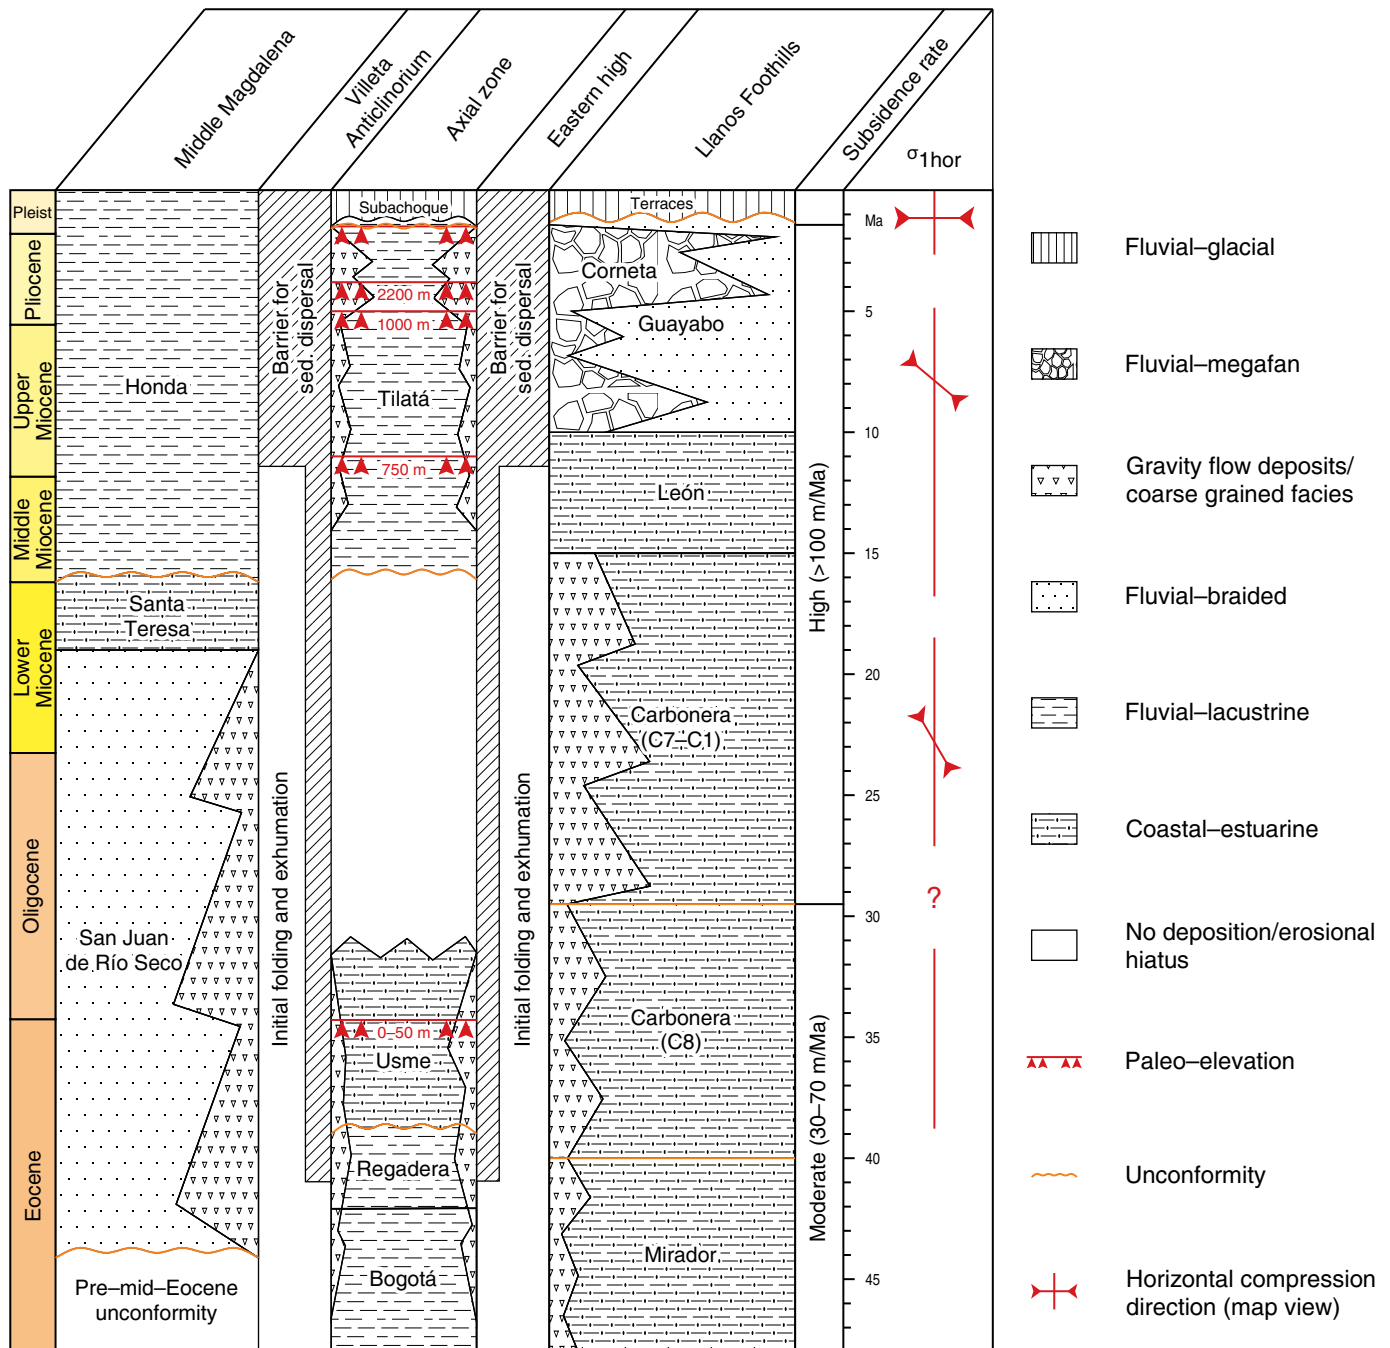 Middle Magdalena
Villeta
Anticlinorium
Axial zone
Eastern high
Llanos Foothills
Subsidence rate
σ1hor
Pleist
Pliocene
Upper
Miocene
Middle
Miocene
Lower
Miocene
Oligocene
Eocene
Honda
Santa
Teresa
San Juan
de Río Seco
Pre–mid–Eocene
unconformity
Barrier for
sed. dispersal
Initial folding and exhumation
Subachoque
2200 m
1000 m
Tilatá
750 m
0–50 m
Usme
Regadera
Bogotá
Barrier for
sed. dispersal
Initial folding and exhumation
Terraces
Corneta
Guayabo
León
Carbonera
(C7–C1)
Carbonera
(C8)
Mirador
High (>100 m/Ma)
Moderate (30–70 m/Ma)
Ma
5
10
15
20
25
30
35
40
45
?
Fluvial–glacial
Fluvial–megafan
Gravity flow deposits/
coarse grained facies
Fluvial–braided
Fluvial–lacustrine
Coastal–estuarine
No deposition/erosional
hiatus
Paleo–elevation
Unconformity
Horizontal compression
direction (map view)